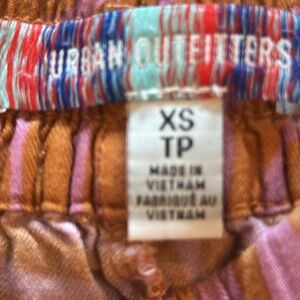 URBAN OUTFITTERS
XS
TP
MADE IN
VIETNAM
FABRIQUÉ AU
VIETNAM